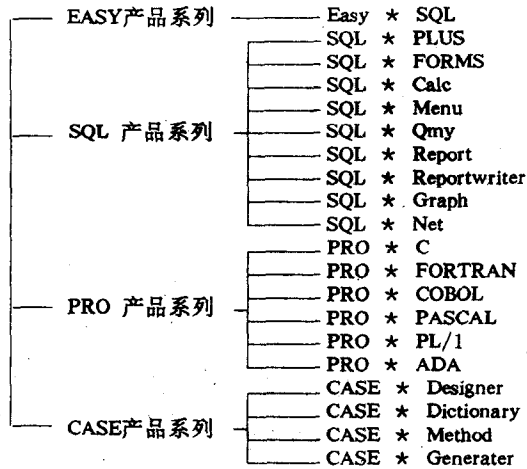 EASY产品系列 Easy ★ SQL
SQL ★ PLUS
SQL ★ FORMS
SQL ★ Calc
SQL ★ Menu
SQL 产品系列 SQL ★ Qmy
SQL ★ Report
SQL ★ Reportwriter
SQL ★ Graph
SQL ★ Net
PRO ★ C
PRO ★ FORTRAN
PRO ★ COBOL
PRO 产品系列 PRO ★ PASCAL
PRO ★ PL/1
PRO ★ ADA
CASE ★ Designer
CASE ★ Dictionary
CASE产品系列 CASE ★ Method
CASE ★ Generater